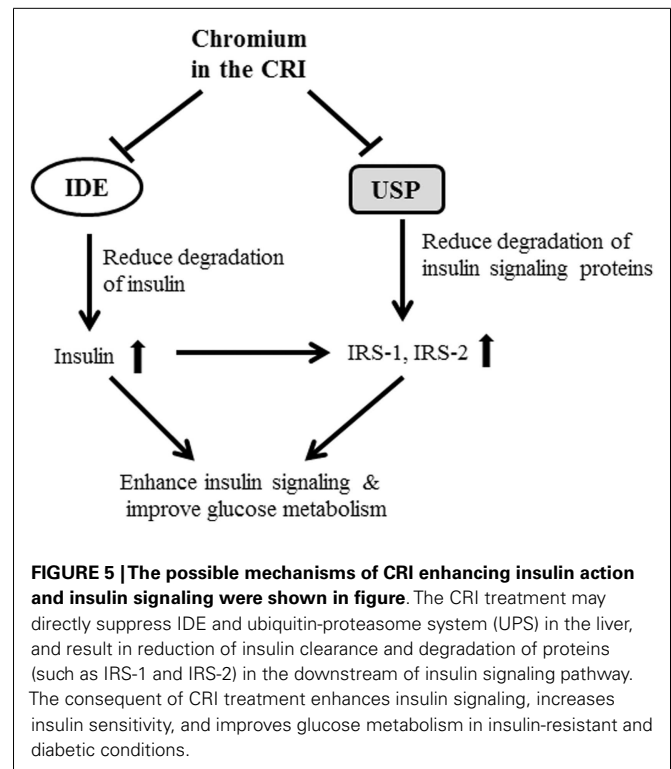 Chromium
in the CRI
IDE
USP
Reduce degradation
of insulin
Reduce degradation of
insulin signaling proteins
Insulin
IRS-1, IRS-2
Enhance insulin signaling &
improve glucose metabolism
FIGURE 5 | The possible mechanisms of CRI enhancing insulin action
and insulin signaling were shown in figure. The CRI treatment may
directly suppress IDE and ubiquitin-proteasome system (UPS) in the liver,
and result in reduction of insulin clearance and degradation of proteins
(such as IRS-1 and IRS-2) in the downstream of insulin signaling pathway.
The consequent of CRI treatment enhances insulin signaling, increases
insulin sensitivity, and improves glucose metabolism in insulin-resistant and
diabetic conditions.